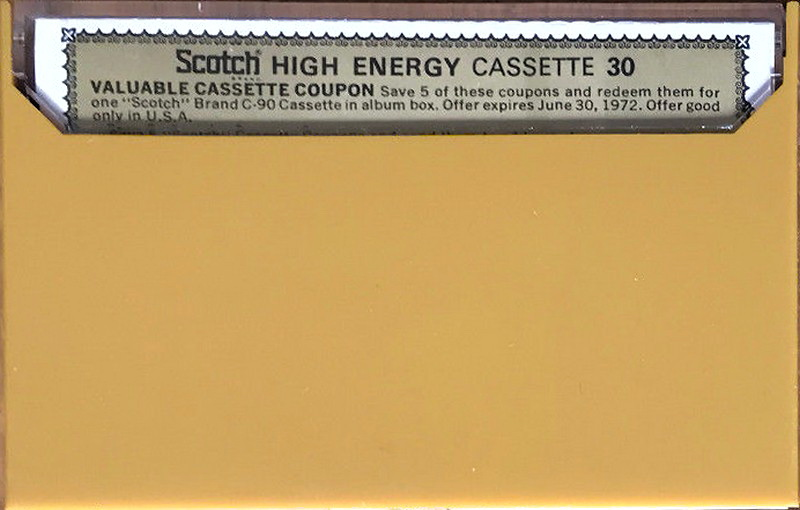 Scotch HIGH ENERGY CASSETTE 30
VALUABLE CASSETTE COUPON Save 5 of these coupons and redeem them for
one "Scotch" Brand C-90 Cassette in album box. Offer expires June 30, 1972. Offer good
only in U.S.A.